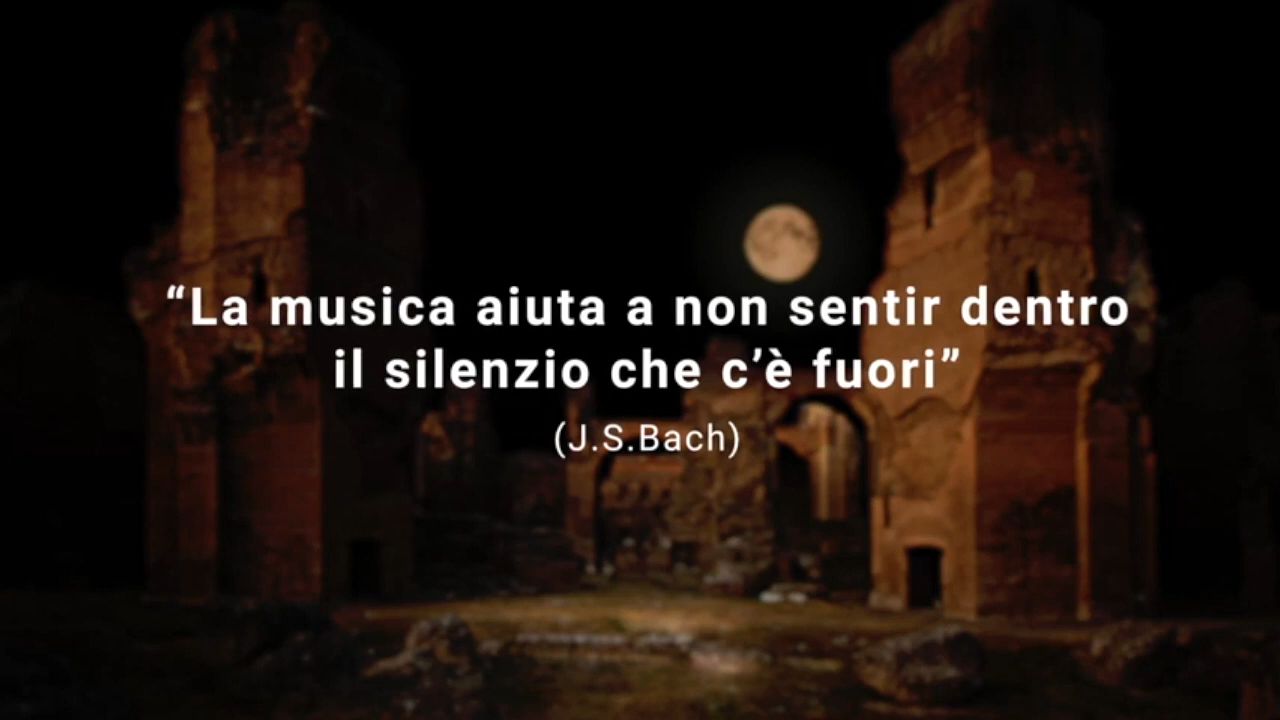 “La musica aiuta a non sentir dentro
il silenzio che c’è fuori”
(J.S.Bach)